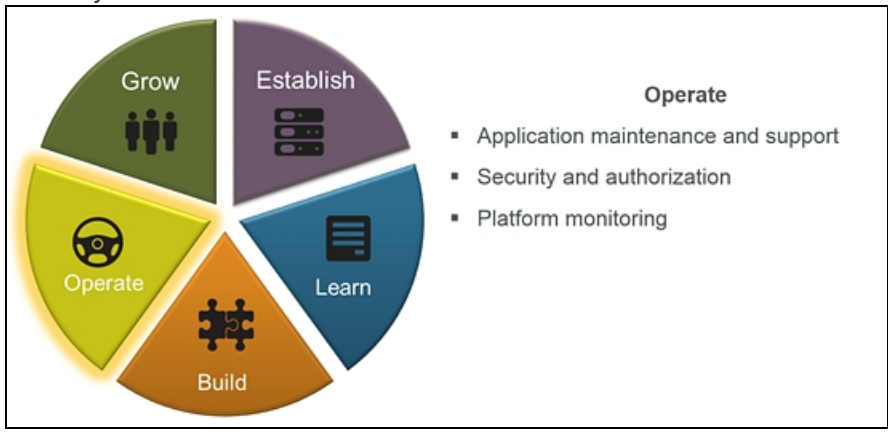 Grow
Establish
Operate
Learn
Build
Operate
▪ Application maintenance and support
▪ Security and authorization
▪ Platform monitoring